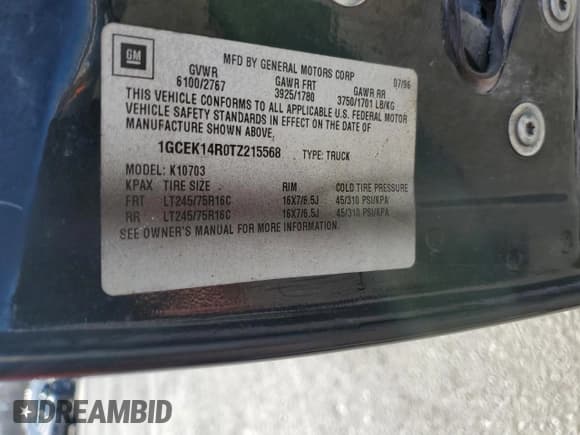 GM
MFD BY GENERAL MOTORS CORP 07/96
GVWR GAWR FRT GAWR RR
6100/2767 3925/1780 3750/1701 LB/KG
THIS VEHICLE CONFORMS TO ALL APPLICABLE U.S. FEDERAL MOTOR
VEHICLE SAFETY STANDARDS IN EFFECT ON THE DATE OF
MANUFACTURE SHOWN ABOVE.
1GCEK14R0TZ215568 TYPE: TRUCK
MODEL: K10703
KPAX TIRE SIZE RIM COLD TIRE PRESSURE
FRT LT245/75R16C 16X7/6.5J 45/310 PSI/KPA
RR LT245/75R16C 16X7/6.5J 45/310 PSI/KPA
SEE OWNER'S MANUAL FOR MORE INFORMATION.
DREAMBID